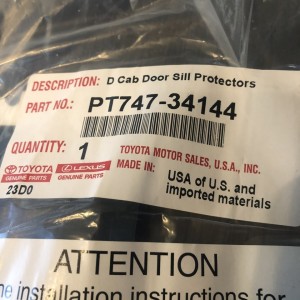 DESCRIPTION: D Cab Door Sill Protectors
PART NO.: PT747-34144
QUANTITY: 1 TOYOTA MOTOR SALES, U.S.A., INC.
TOYOTA LEXUS MADE IN: USA of U.S. and
GENUINE PARTS GENUINE PARTS imported materials
23D0
ATTENTION
he installation instructions for